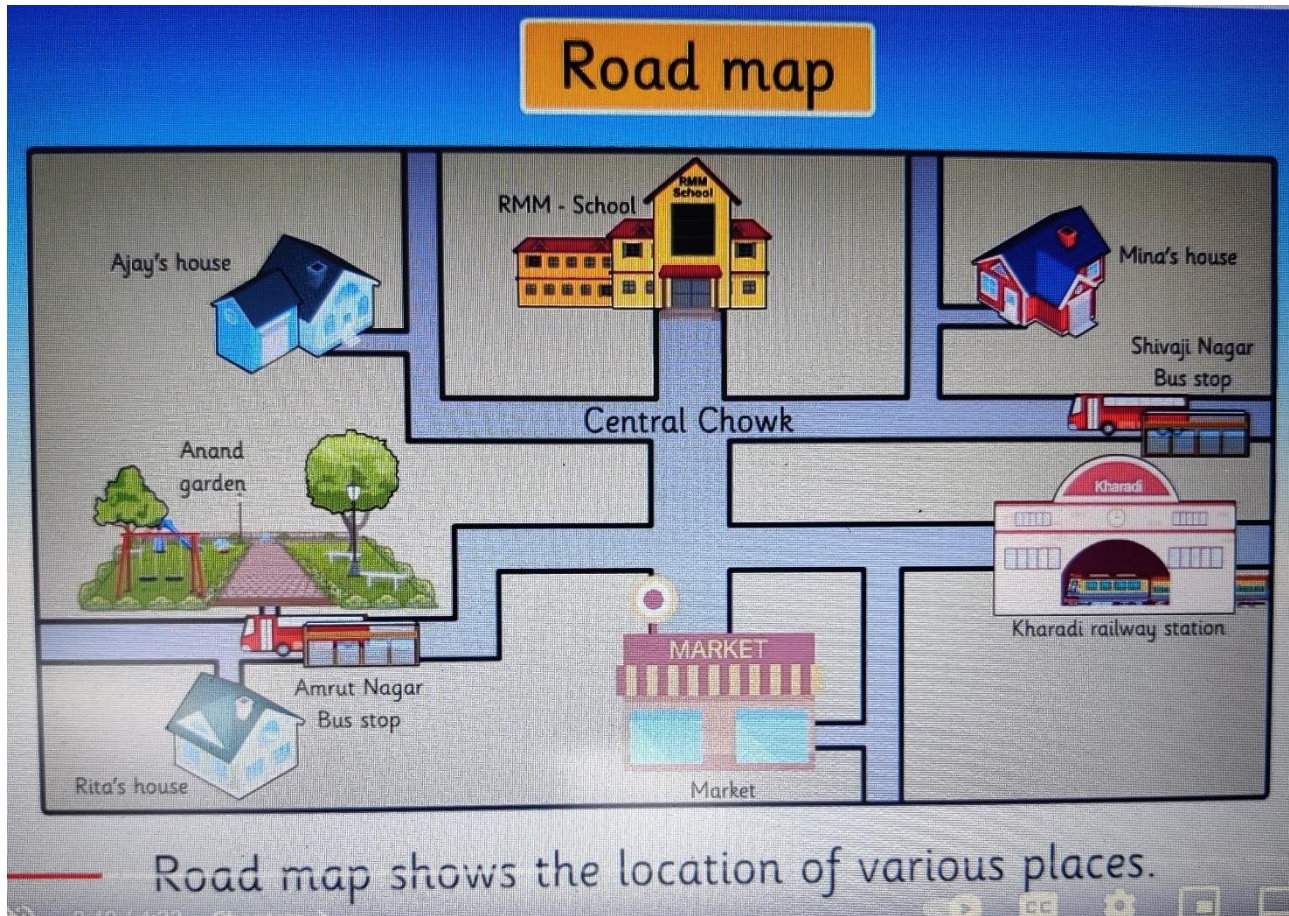 Road map
RMM
School
RMM - School
Ajay's house
Mina's house
Shivaji Nagar
Bus stop
Central Chowk
Anand
garden
Kharadi
Kharadi railway station
MARKET
Amrut Nagar
Bus stop
Rita's house
Market
Road map shows the location of various places.
CC